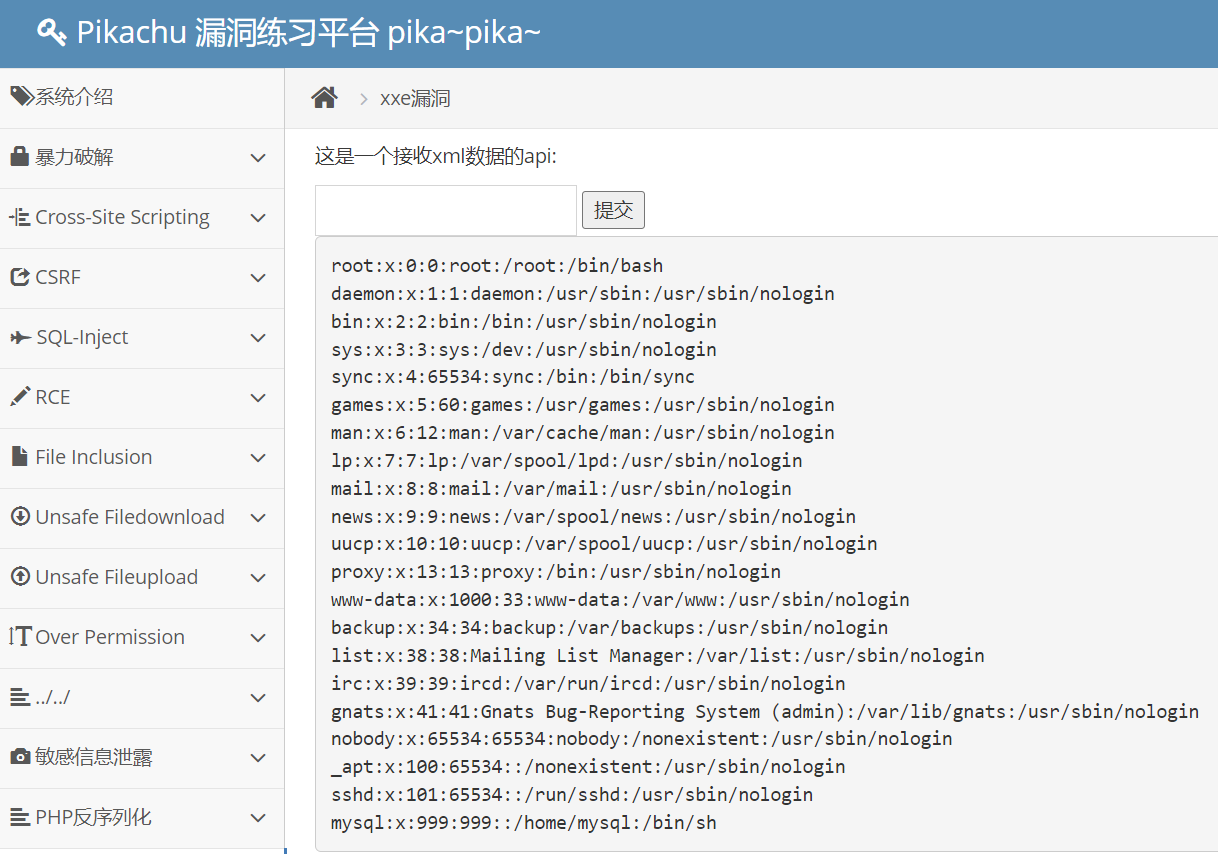 Pikachu 漏洞练习平台 pika~pika~
系统介绍
暴力破解
Cross-Site Scripting
CSRF
SQL-Inject
RCE
File Inclusion
Unsafe Filedownload
Unsafe Fileupload
Over Permission
../../
敏感信息泄露
PHP反序列化
xxe漏洞
这是一个接收xml数据的api:
提交
root:x:0:0:root:/root:/bin/bash
daemon:x:1:1:daemon:/usr/sbin:/usr/sbin/nologin
bin:x:2:2:bin:/bin:/usr/sbin/nologin
sys:x:3:3:sys:/dev:/usr/sbin/nologin
sync:x:4:65534:sync:/bin:/bin/sync
games:x:5:60:games:/usr/games:/usr/sbin/nologin
man:x:6:12:man:/var/cache/man:/usr/sbin/nologin
lp:x:7:7:lp:/var/spool/lpd:/usr/sbin/nologin
mail:x:8:8:mail:/var/mail:/usr/sbin/nologin
news:x:9:9:news:/var/spool/news:/usr/sbin/nologin
uucp:x:10:10:uucp:/var/spool/uucp:/usr/sbin/nologin
proxy:x:13:13:proxy:/bin:/usr/sbin/nologin
www-data:x:1000:33:www-data:/var/www:/usr/sbin/nologin
backup:x:34:34:backup:/var/backups:/usr/sbin/nologin
list:x:38:38:Mailing List Manager:/var/list:/usr/sbin/nologin
irc:x:39:39:ircd:/var/run/ircd:/usr/sbin/nologin
gnats:x:41:41:Gnats Bug-Reporting System (admin):/var/lib/gnats:/usr/sbin/nologin
nobody:x:65534:65534:nobody:/nonexistent:/usr/sbin/nologin
_apt:x:100:65534::/nonexistent:/usr/sbin/nologin
sshd:x:101:65534::/run/sshd:/usr/sbin/nologin
mysql:x:999:999::/home/mysql:/bin/sh